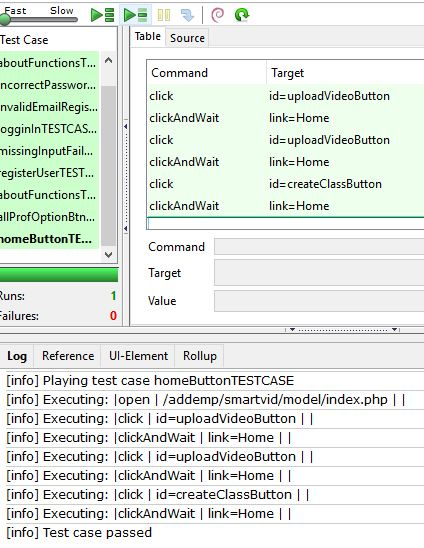 Fast Slow
Test Case
Table Source
Command Target
click id=uploadVideoButton
clickAndWait link=Home
click id=uploadVideoButton
clickAndWait link=Home
click id=createClassButton
clickAndWait link=Home
aboutFunctionsT...
ncorrectPasswor...
nvalidEmailRegis...
ogginInTESTCAS...
missingInputFail...
registerUserTEST...
aboutFunctionsT...
allProfOptionBtn...
homeButtonTE...
Command
Target
Value
Runs: 1
Failures: 0
Log Reference UI-Element Rollup
[info] Playing test case homeButtonTESTCASE
[info] Executing: |open | /addemp/smartvid/model/index.php | |
[info] Executing: |click | id=uploadVideoButton | |
[info] Executing: |clickAndWait | link=Home | |
[info] Executing: |click | id=uploadVideoButton | |
[info] Executing: |clickAndWait | link=Home | |
[info] Executing: |click | id=createClassButton | |
[info] Executing: |clickAndWait | link=Home | |
[info] Test case passed